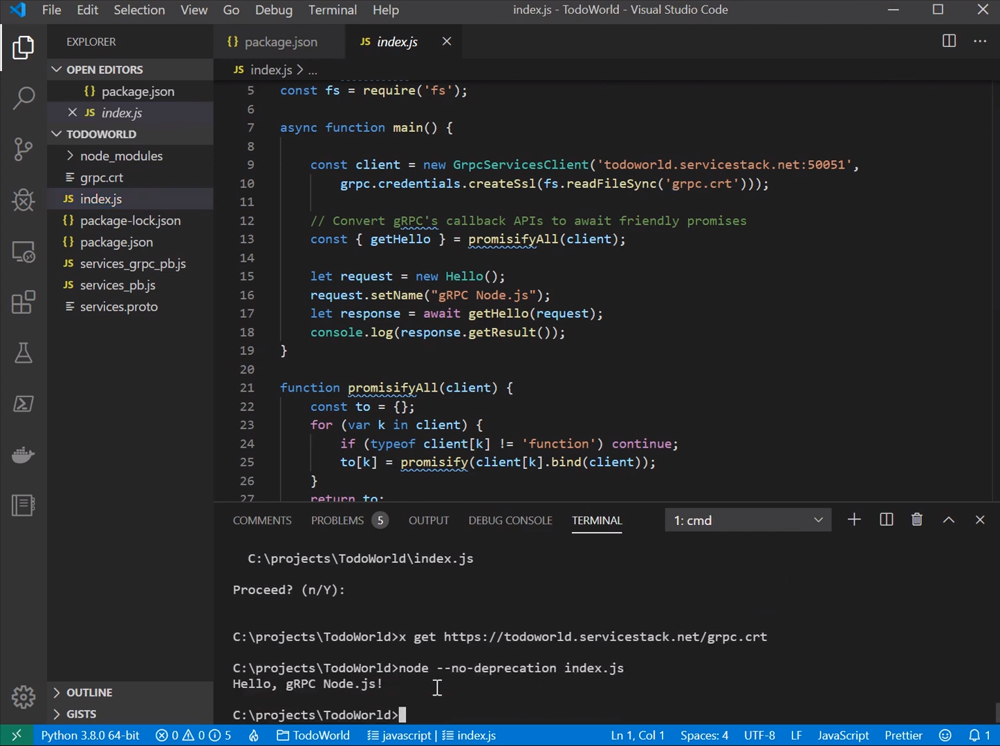 File Edit Selection View Go Debug Terminal Help index.js - TodoWorld - Visual Studio Code
EXPLORER
OPEN EDITORS
{} package.json
JS index.js
TODOWORLD
node_modules
grpc.crt
JS index.js
{} package-lock.json
{} package.json
JS services_grpc_pb.js
JS services_pb.js
services.proto
OUTLINE
GISTS
{} package.json JS index.js
JS index.js > ...
5 const fs = require('fs');
6
7 async function main() {
8
9 const client = new GrpcServicesClient('todoworld.servicestack.net:50051',
10 grpc.credentials.createSsl(fs.readFileSync('grpc.crt')));
11
12 // Convert gRPC's callback APIs to await friendly promises
13 const { getHello } = promisifyAll(client);
14
15 let request = new Hello();
16 request.setName("gRPC Node.js");
17 let response = await getHello(request);
18 console.log(response.getResult());
19 }
20
21 function promisifyAll(client) {
22 const to = {};
23 for (var k in client) {
24 if (typeof client[k] != 'function') continue;
25 to[k] = promisify(client[k].bind(client));
26 }
27 return to;
COMMENTS PROBLEMS 5 OUTPUT DEBUG CONSOLE TERMINAL 1: cmd
C:\projects\TodoWorld\index.js
Proceed? (n/Y):
C:\projects\TodoWorld>x get https://todoworld.servicestack.net/grpc.crt
C:\projects\TodoWorld>node --no-deprecation index.js
Hello, gRPC Node.js!
C:\projects\TodoWorld>
Python 3.8.0 64-bit 0 0 5 TodoWorld javascript | index.js Ln 1, Col 1 Spaces: 4 UTF-8 LF JavaScript Prettier 1